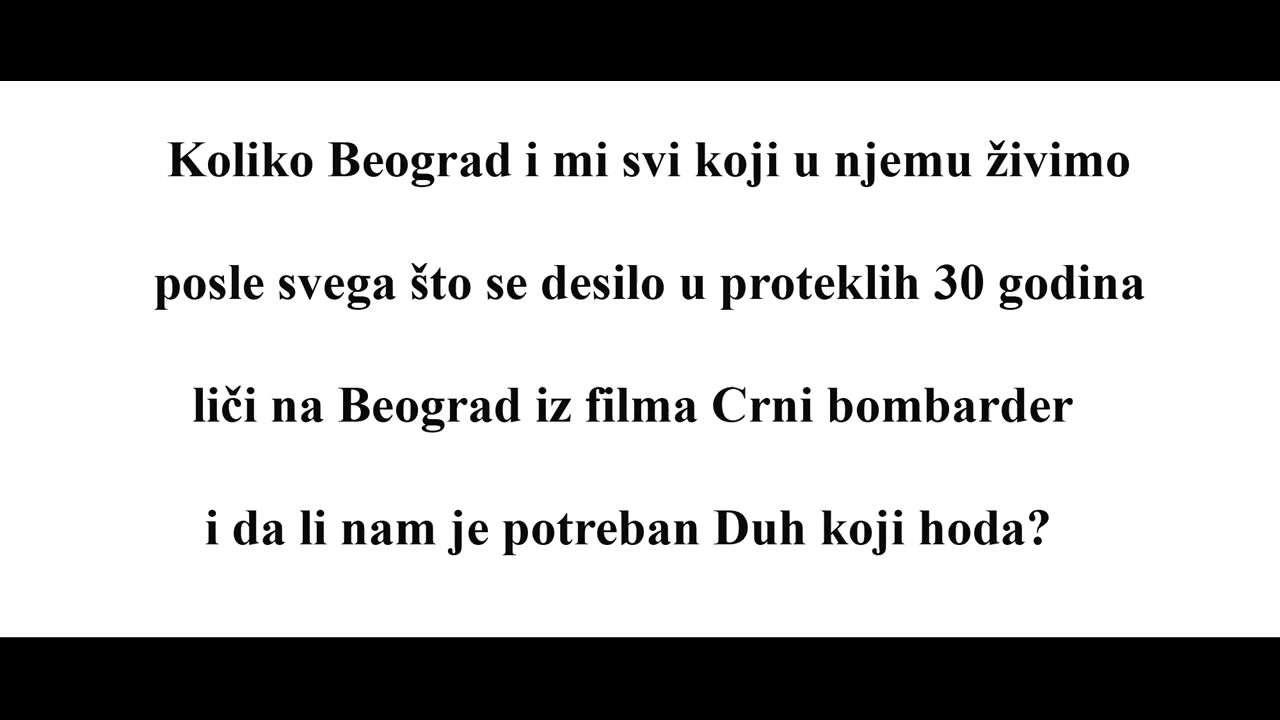 Koliko Beograd i mi svi koji u njemu živimo
posle svega što se desilo u proteklih 30 godina
liči na Beograd iz filma Crni bombarder
i da li nam je potreban Duh koji hoda?